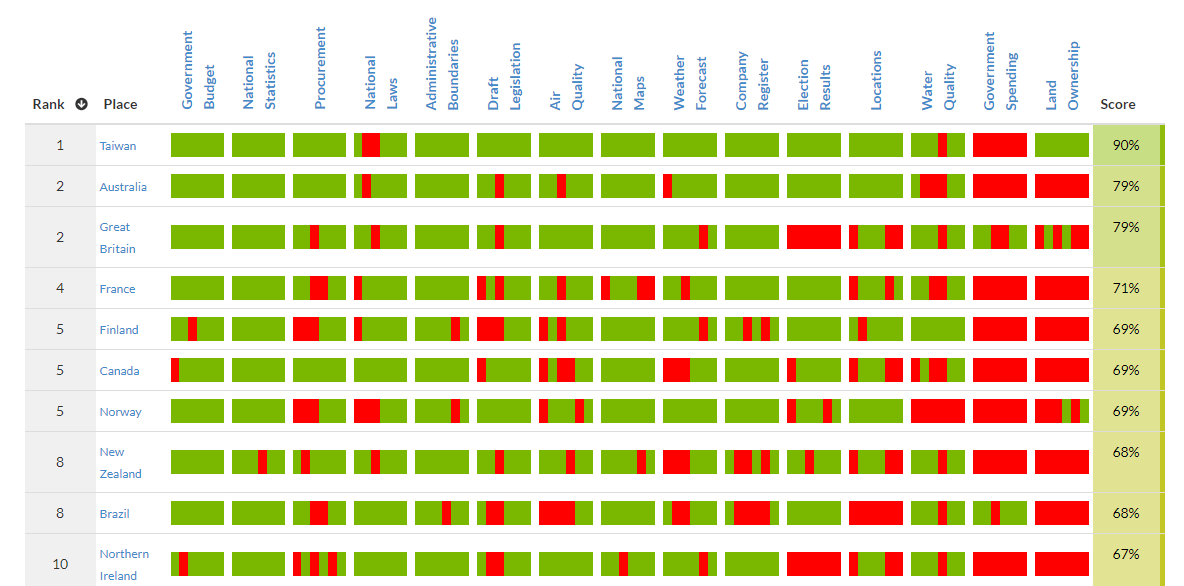 Rank Place Government Budget National Statistics Procurement National Laws Administrative Boundaries Draft Legislation Air Quality National Maps Weather Forecast Company Register Election Results Locations Water Quality Government Spending Land Ownership Score
1 Taiwan 90%
2 Australia 79%
2 Great Britain 79%
4 France 71%
5 Finland 69%
5 Canada 69%
5 Norway 69%
8 New Zealand 68%
8 Brazil 68%
10 Northern Ireland 67%